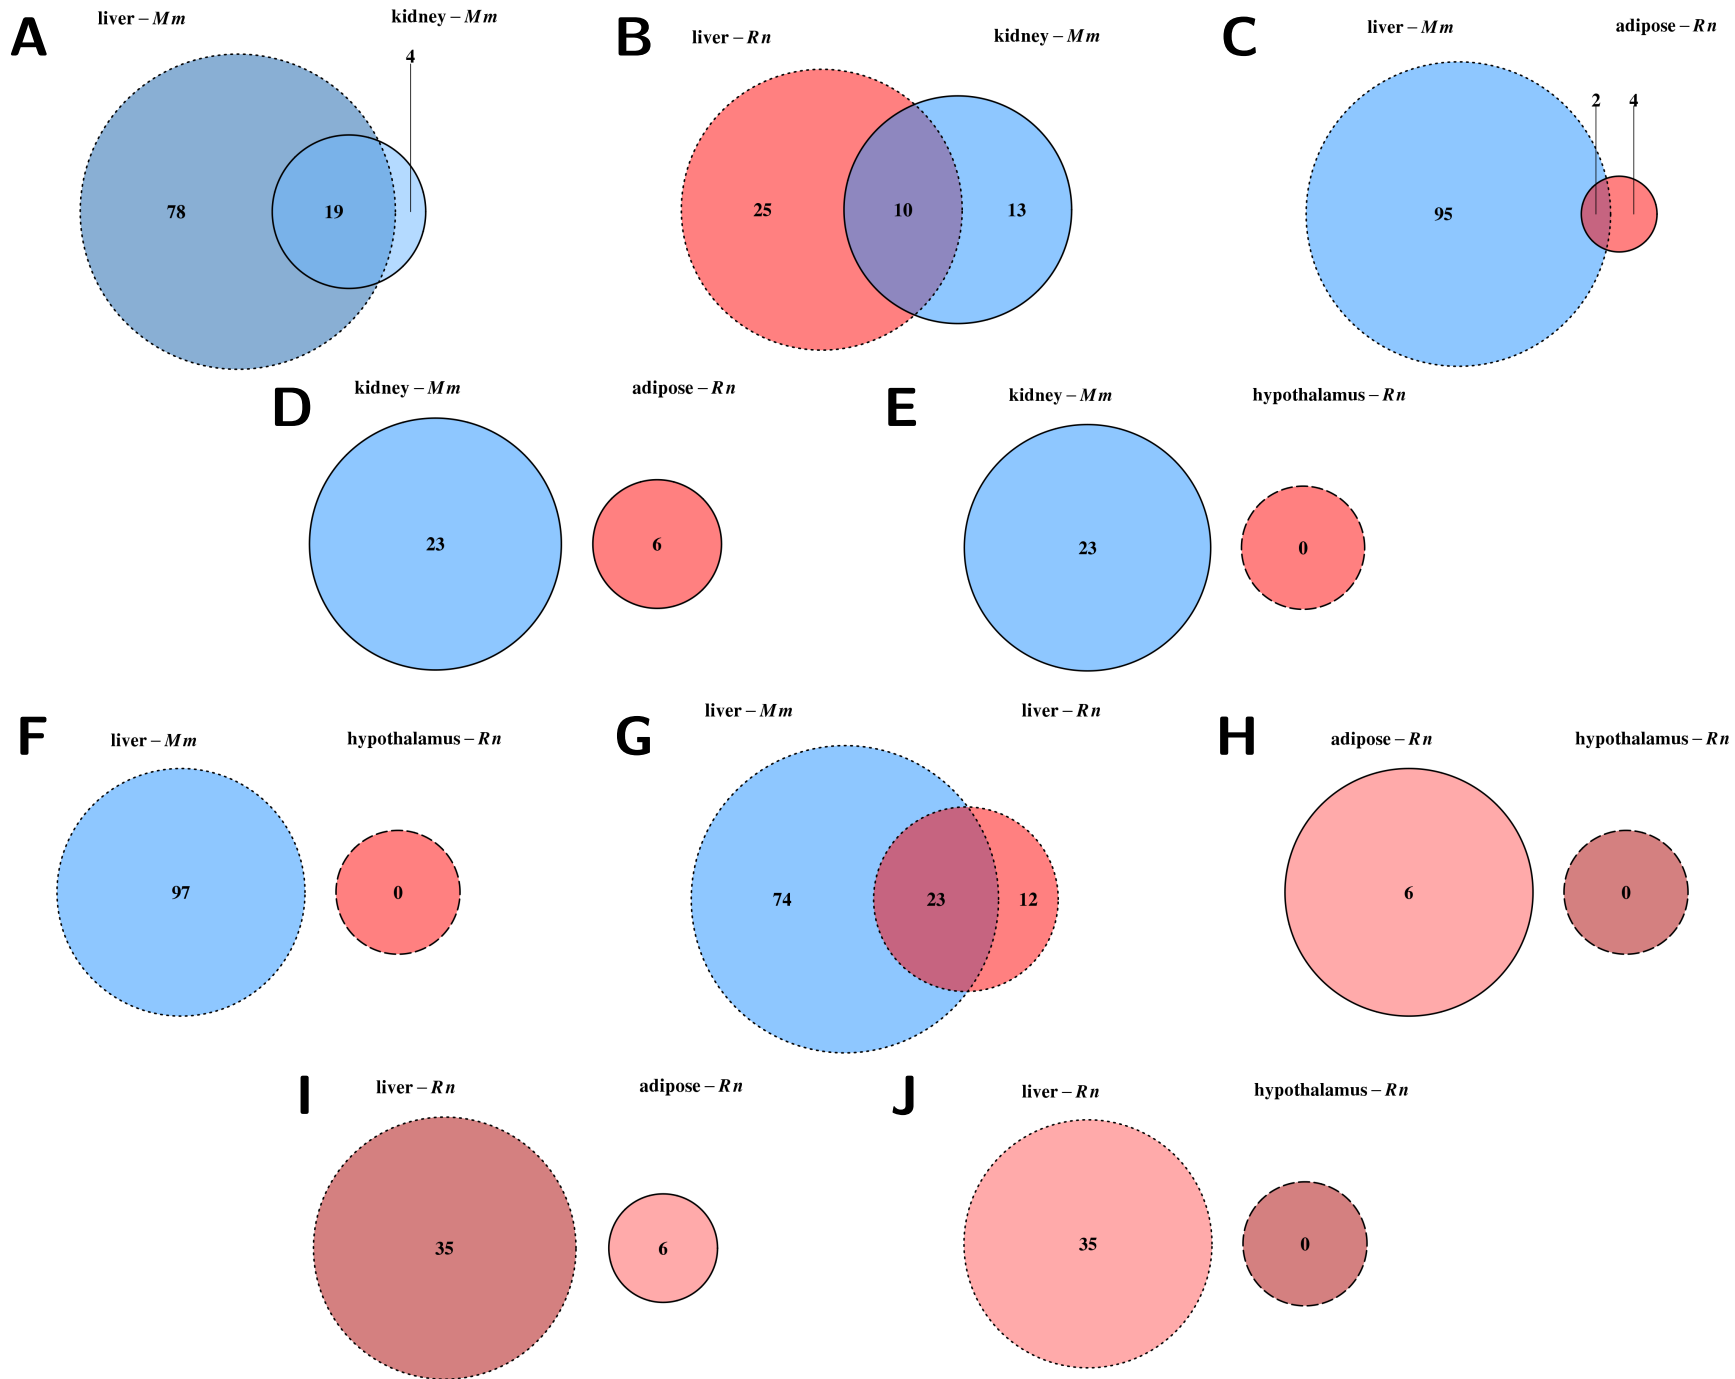 A
liver – Mm
kidney – Mm
4
78
19
B
liver – Rn
kidney – Mm
25
10
13
C
liver – Mm
adipose – Rn
2
4
95
D
kidney – Mm
adipose – Rn
23
6
E
kidney – Mm
hypothalamus – Rn
23
0
F
liver – Mm
hypothalamus – Rn
97
0
G
liver – Mm
liver – Rn
74
23
12
H
adipose – Rn
hypothalamus – Rn
6
0
I
liver – Rn
adipose – Rn
35
6
J
liver – Rn
hypothalamus – Rn
35
0